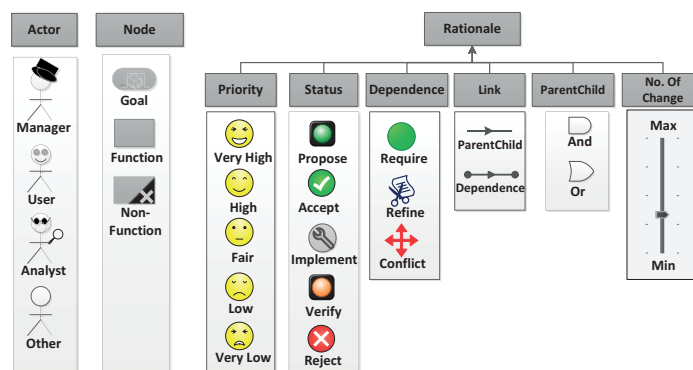 Actor
Manager
User
Analyst
Other
Node
Goal
Function
Non-
Function
Rationale
Priority
Very High
High
Fair
Low
Very Low
Status
Propose
Accept
Implement
Verify
Reject
Dependence
Require
Refine
Conflict
Link
ParentChild
Dependence
ParentChild
And
Or
No. Of
Change
Max
Min